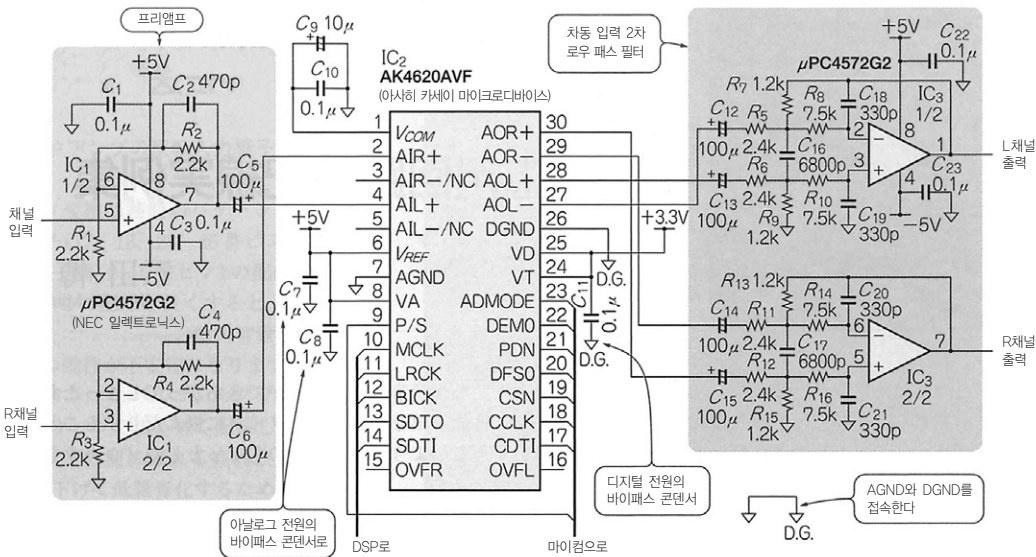 프리앰프
+5V
C1
0.1μ
C2 470p
R2
2.2k
IC1
1/2
6
5
8
7
4
C5
100μ
채널
입력
R1
2.2k
C3 0.1μ
-5V
μPC4572G2
(NEC 일렉트로닉스)
C4
470p
R4
2.2k
2
3
1
R채널
입력
R3
2.2k
IC1
2/2
C6
100μ
C9 10μ
C10
0.1μ
IC2
AK4620AVF
(아사히 카세이 마이크로디바이스)
1 VCOM AOR+ 30
2 AIR+ AOR- 29
3 AIR-/NC AOL+ 28
4 AIL+ AOL- 27
5 AIL-/NC DGND 26
6 VREF VD 25
7 AGND VT 24
8 VA ADMODE 23
9 P/S DEM0 22
10 MCLK PDN 21
11 LRCK DFS0 20
12 BICK CSN 19
13 SDTO CCLK 18
14 SDTI CDTI 17
15 OVFR OVFL 16
+5V
C7
0.1μ
C8
0.1μ
아날로그 전원의
바이패스 콘덴서로
DSP로
마이컴으로
+3.3V
D.G.
C11
0.1μ
D.G.
디지털 전원의
바이패스 콘덴서
차동 입력 2차
로우 패스 필터
+5V
C22
0.1μ
μPC4572G2
R7 1.2k
C12
100μ
R5
2.4k
R8
7.5k
C18
330p
IC3
1/2
2
3
8
1
4
C16
6800p
R6
2.4k
C13
100μ
R9
1.2k
R10
7.5k
C19
330p
C23
0.1μ
-5V
L채널
출력
R13 1.2k
C14
100μ
R11
2.4k
R14
7.5k
C20
330p
6
5
7
C17
6800p
R12
2.4k
C15
100μ
R15
1.2k
R16
7.5k
C21
330p
IC3
2/2
R채널
출력
D.G.
AGND와 DGND를
접속한다